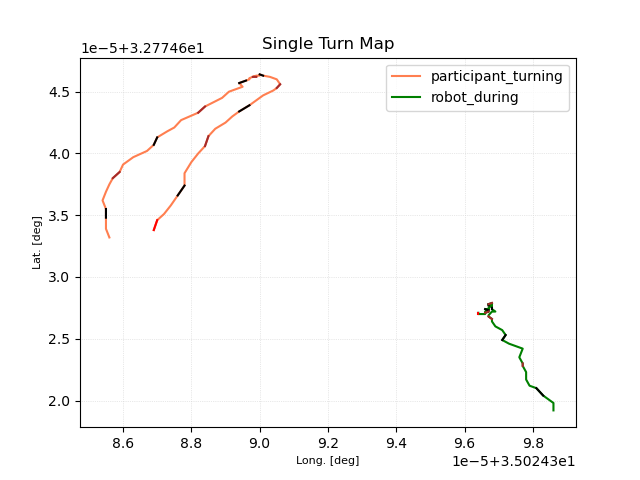 Single Turn Map
1e−5+3.27746e1
participant_turning
robot_during
4.5
4.0
3.5
3.0
2.5
2.0
Lat. [deg]
8.6 8.8 9.0 9.2 9.4 9.6 9.8
Long. [deg]
1e−5+3.50243e1